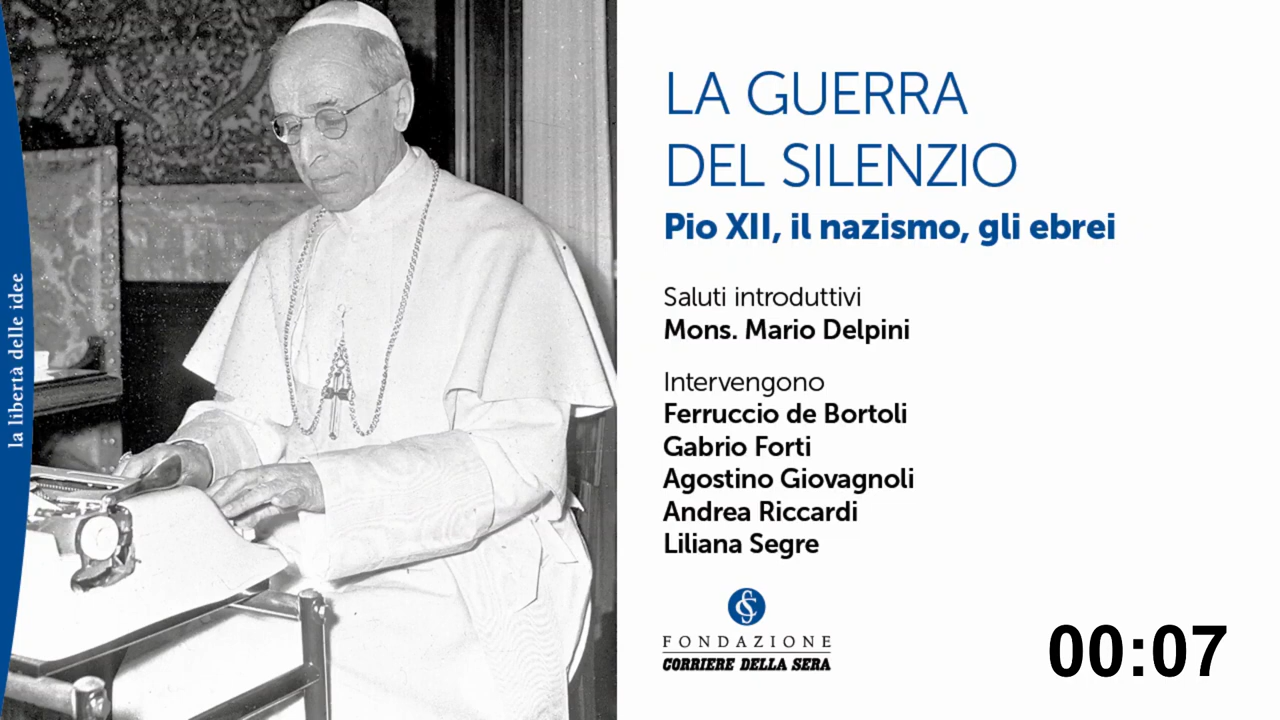 la libertà delle idee
LA GUERRA
DEL SILENZIO
Pio XII, il nazismo, gli ebrei
Saluti introduttivi
Mons. Mario Delpini
Intervengono
Ferruccio de Bortoli
Gabrio Forti
Agostino Giovagnoli
Andrea Riccardi
Liliana Segre
FONDAZIONE
CORRIERE DELLA SERA
00:07